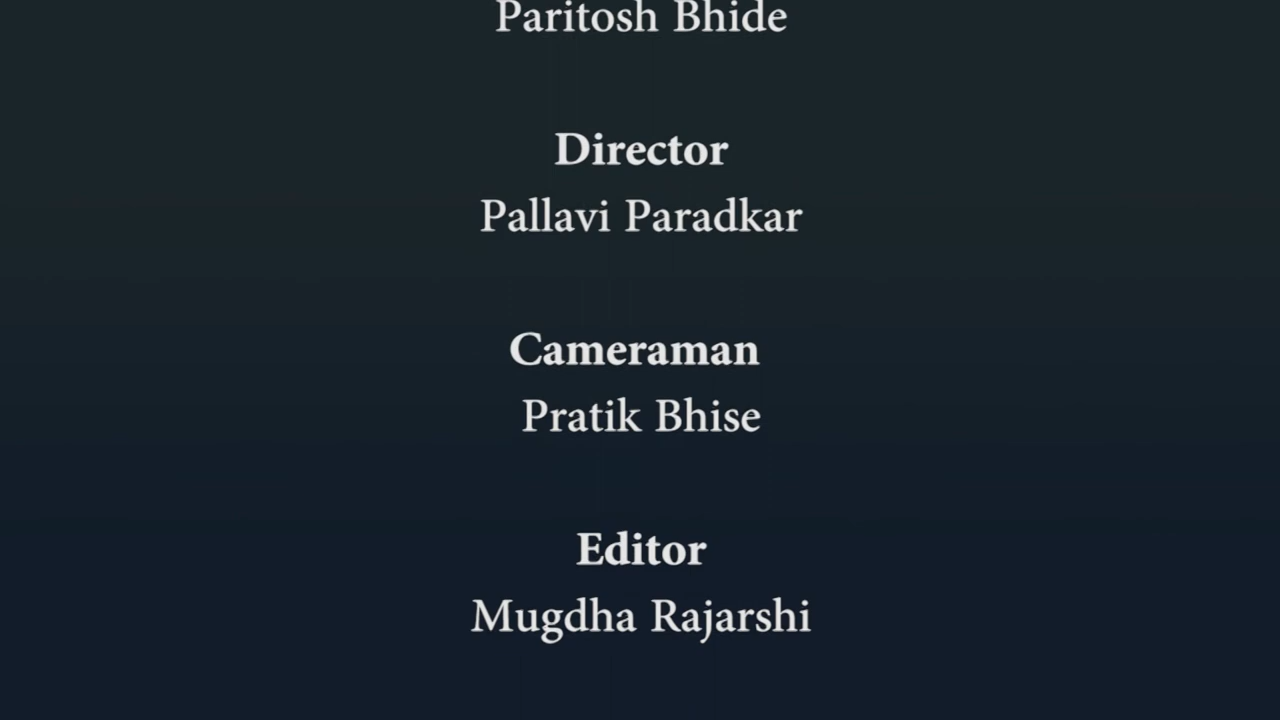 Paritosh Bhide
Director
Pallavi Paradkar
Cameraman
Pratik Bhise
Editor
Mugdha Rajarshi